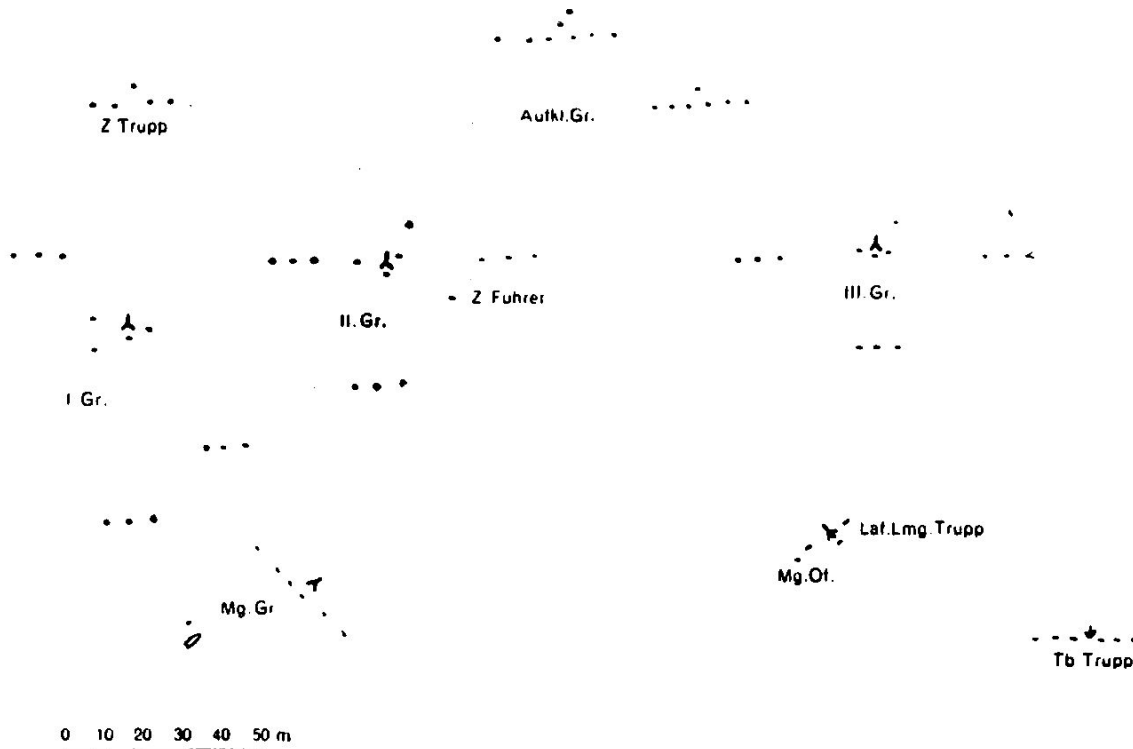 Z Trupp
Aufkl.Gr.
Z Fuhrer
II.Gr.
III.Gr.
I Gr.
Laf.Lmg.Trupp
Mg.Of.
Mg.Gr
Tb Trupp
0 10 20 30 40 50 m